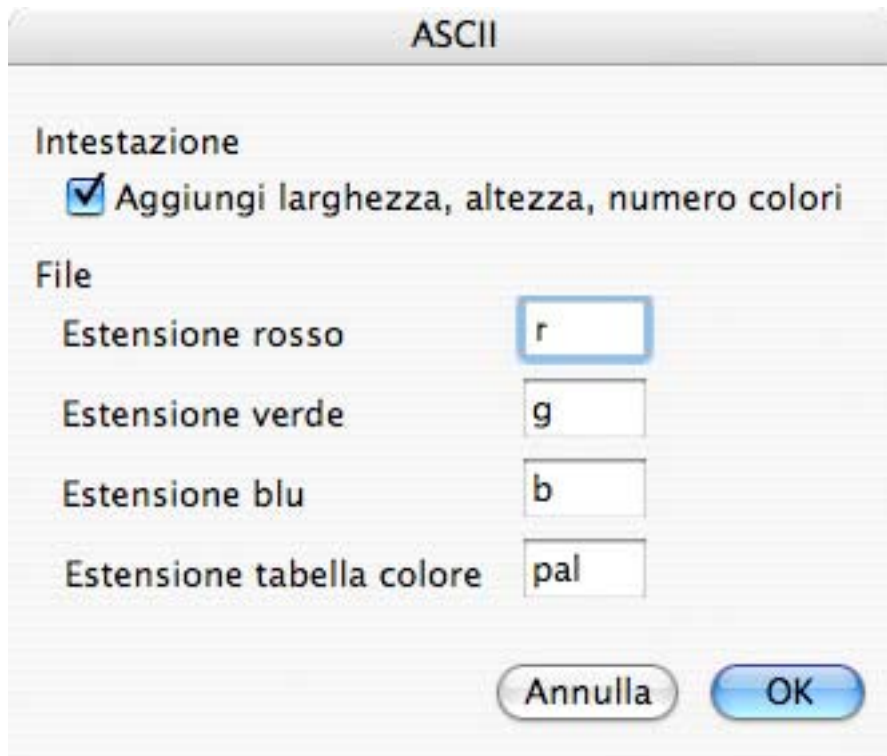 ASCII
Intestazione
Aggiungi larghezza, altezza, numero colori
File
Estensione rosso r
Estensione verde g
Estensione blu b
Estensione tabella colore pal
Annulla OK